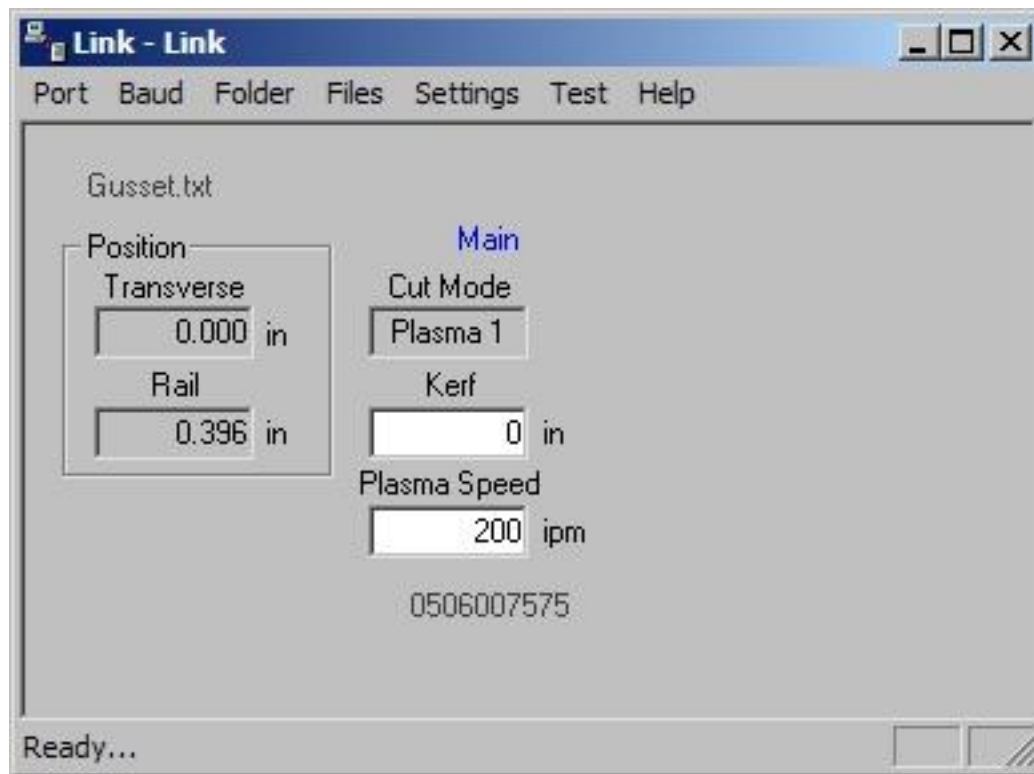 Link - Link
Port Baud Folder Files Settings Test Help
Gusset.txt
Position
Transverse
0.000 in
Rail
0.396 in
Main
Cut Mode
Plasma 1
Kerf
0 in
Plasma Speed
200 ipm
0506007575
Ready...